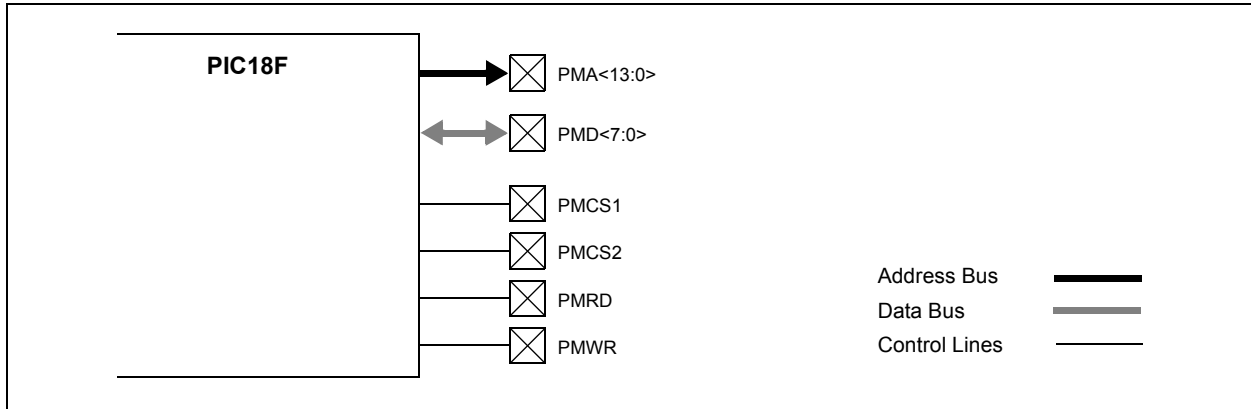 PIC18F
PMA<13:0>
PMD<7:0>
PMCS1
PMCS2
PMRD
PMWR
Address Bus
Data Bus
Control Lines